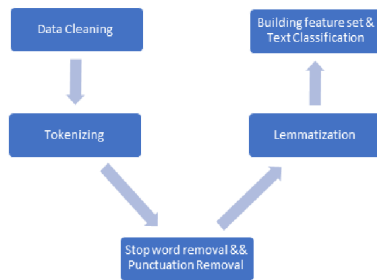 Data Cleaning
Tokenizing
Stop word removal &&
Punctuation Removal
Lemmatization
Building feature set &
Text Classification